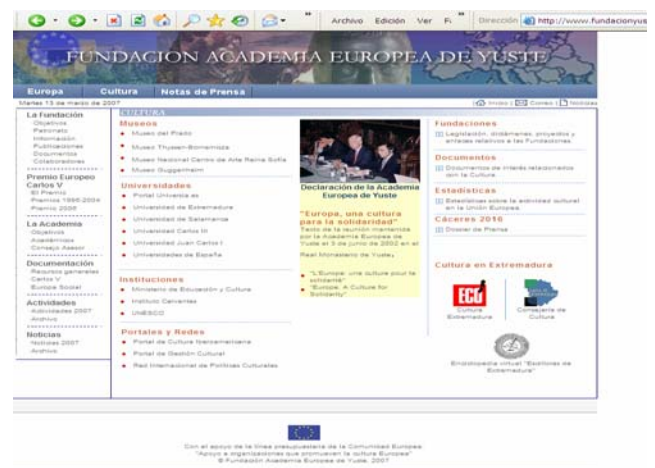 Archivo Edición Ver
Dirección http://www.fundacionyus
FUNDACION ACADEMIA EUROPEA DE YUSTE
Europa Cultura Notas de Prensa
Martes 13 de marzo de 2007
Inicio | Correo | Noticias
La Fundación
Objetivos
Patronato
Información
Publicaciones
Documentos
Colaboradores
Premio Europeo
Carlos V
El Premio
Premios 1995-2004
Premio 2006
La Academia
Objetivos
Académicos
Consejo Asesor
Documentación
Recursos generales
Carlos V
Europa Social
Actividades
Actividades 2007
Archivo
Noticias
Noticias 2007
Archivo
CULTURA
Museos
Museo del Prado
Museo Thyssen-Bornemisza
Museo Nacional Centro de Arte Reina Sofía
Museo Guggenheim
Universidades
Portal Universia.es
Universidad de Extremadura
Universidad de Salamanca
Universidad Carlos III
Universidad Juan Carlos I
Universidades de España
Instituciones
Ministerio de Educación y Cultura
Instituto Cervantes
UNESCO
Portales y Redes
Portal de Cultura Iberoamericana
Portal de Gestión Cultural
Red Internacional de Políticas Culturales
Declaración de la Academia
Europea de Yuste
"Europa, una cultura
para la solidaridad"
Texto de la reunión mantenida
por la Academia Europea de
Yuste el 3 de junio de 2002 en el
Real Monasterio de Yuste:
"L'Europe: une culture pour la
solidarité"
"Europe: A Culture for
Solidarity"
Fundaciones
Legislación, dictámenes, proyectos y
enlaces relativos a las Fundaciones.
Documentos
Documentos de interés relacionados
con la Cultura.
Estadísticas
Estadísticas sobre la actividad cultural
en la Unión Europea.
Cáceres 2016
Dossier de Prensa
Cultura en Extremadura
Cultura
Extremadura
Consejería de
Cultura
Enciclopedia virtual "Escritores de
Extremadura"
Con el apoyo de la línea presupuestaria de la Comunidad Europea
"Apoyo a organizaciones que promueven la cultura Europea"
© Fundación Academia Europea de Yuste, 2007